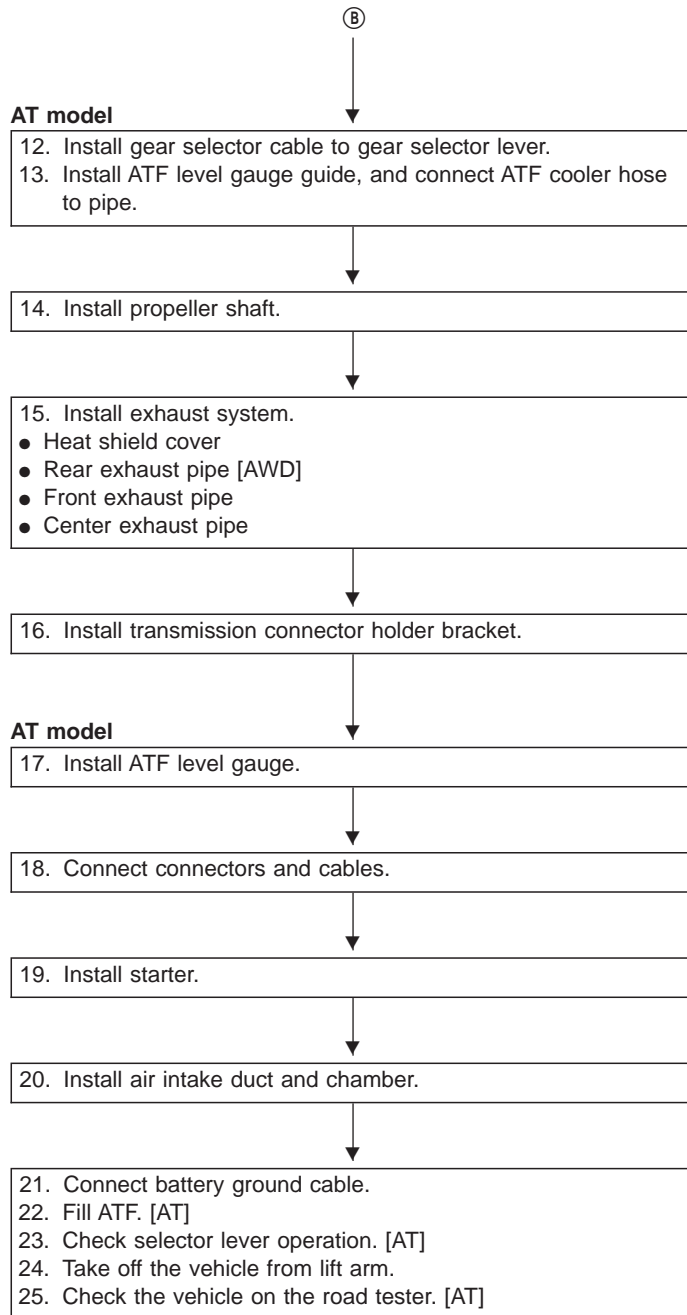 Ⓑ
AT model
12. Install gear selector cable to gear selector lever.
13. Install ATF level gauge guide, and connect ATF cooler hose
to pipe.
14. Install propeller shaft.
15. Install exhaust system.
● Heat shield cover
● Rear exhaust pipe [AWD]
● Front exhaust pipe
● Center exhaust pipe
16. Install transmission connector holder bracket.
AT model
17. Install ATF level gauge.
18. Connect connectors and cables.
19. Install starter.
20. Install air intake duct and chamber.
21. Connect battery ground cable.
22. Fill ATF. [AT]
23. Check selector lever operation. [AT]
24. Take off the vehicle from lift arm.
25. Check the vehicle on the road tester. [AT]